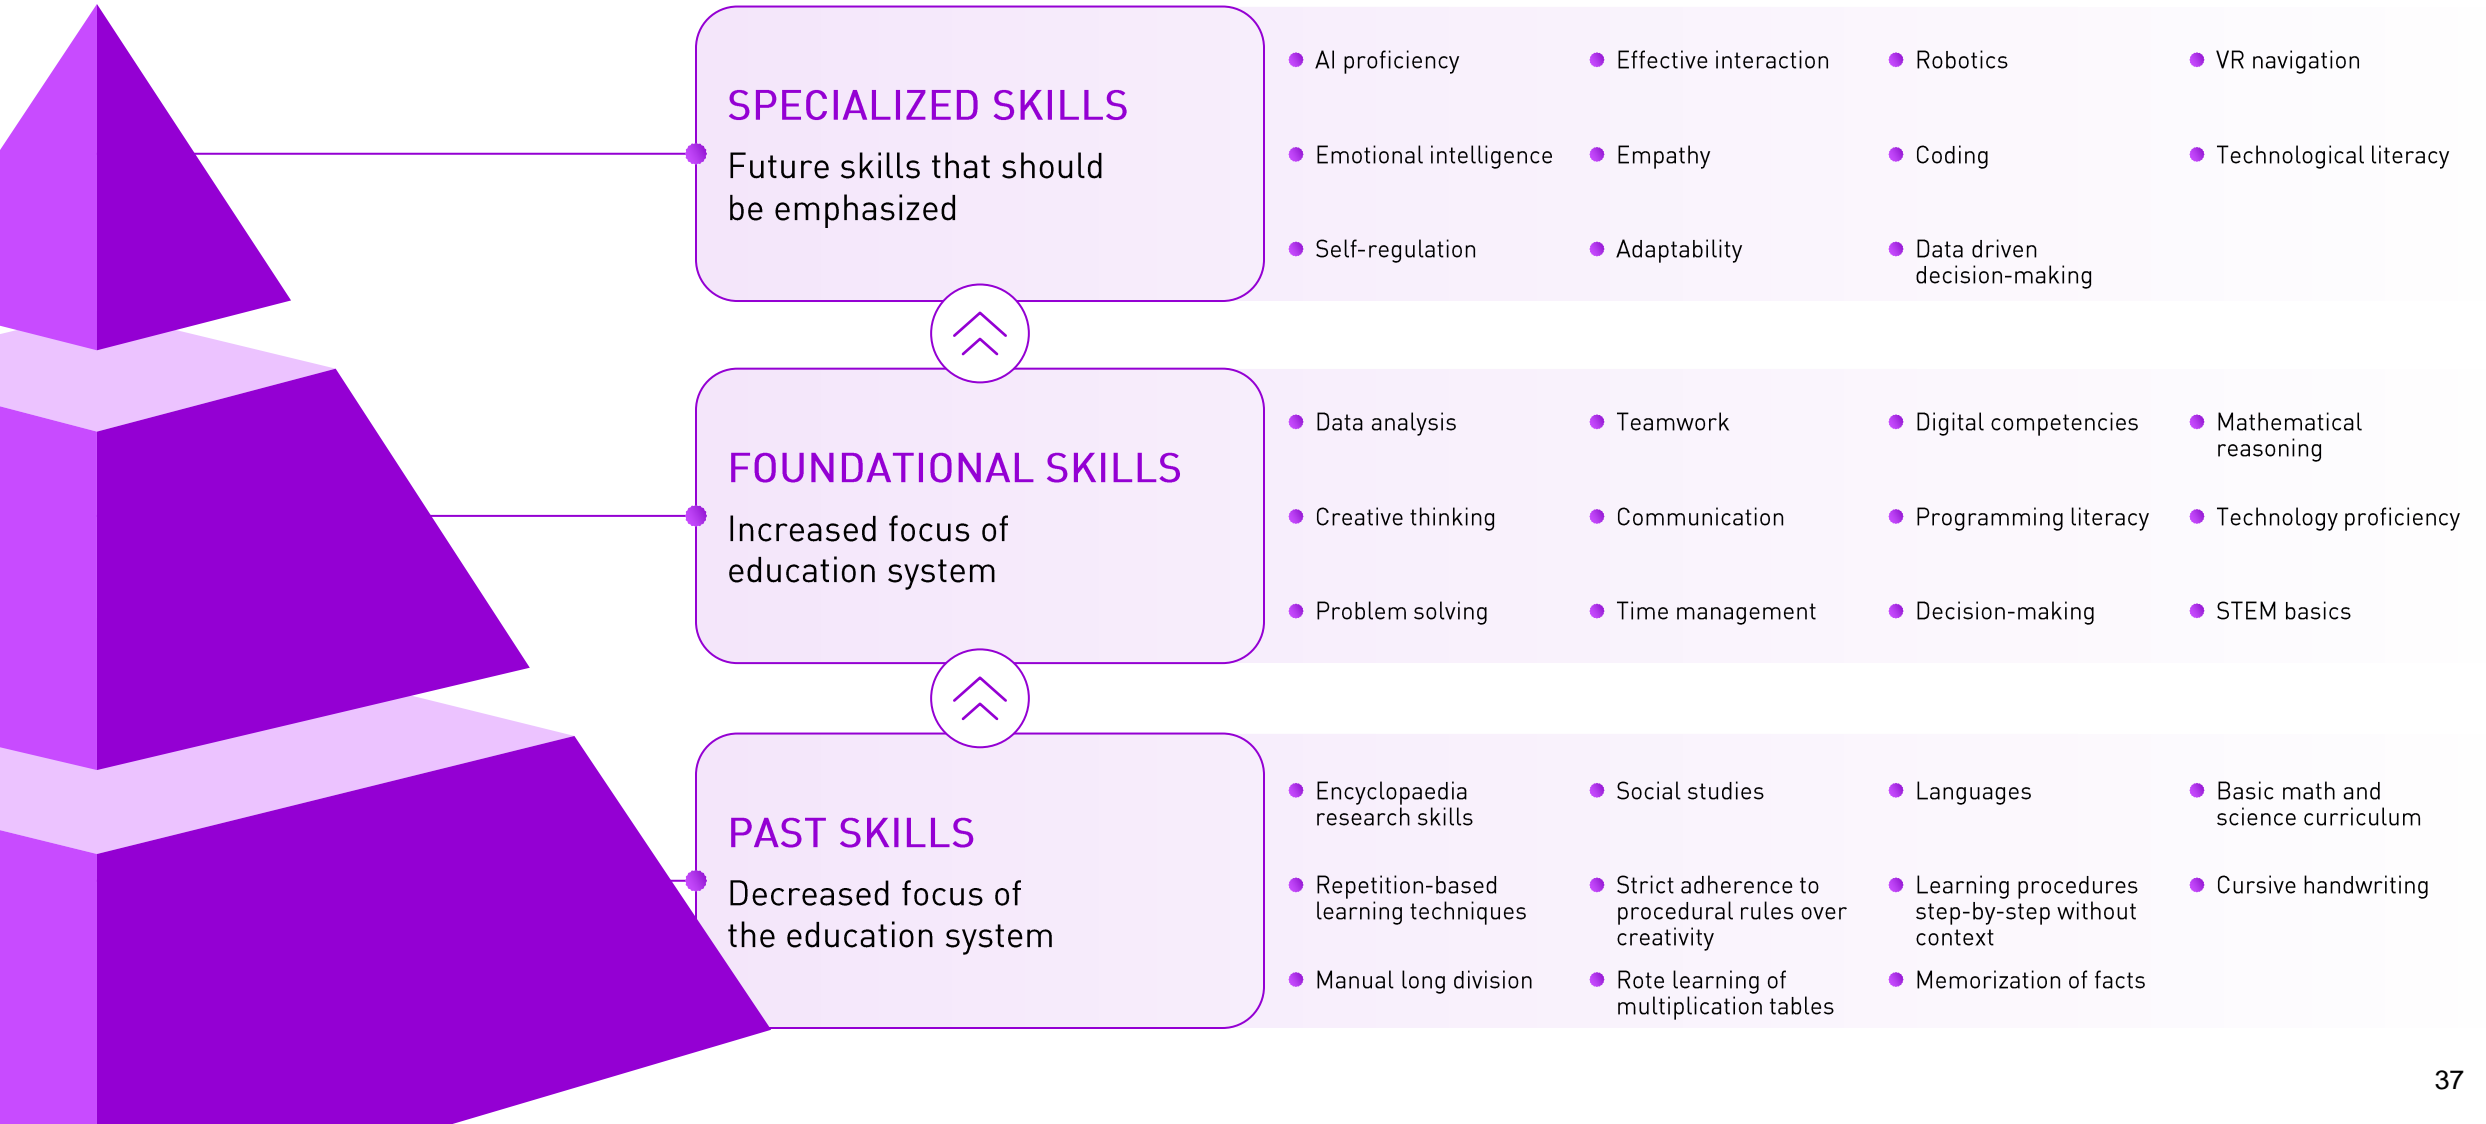 SPECIALIZED SKILLS
Future skills that should
be emphasized
AI proficiency
Effective interaction
Robotics
VR navigation
Emotional intelligence
Empathy
Coding
Technological literacy
Self-regulation
Adaptability
Data driven
decision-making
FOUNDATIONAL SKILLS
Increased focus of
education system
Data analysis
Teamwork
Digital competencies
Mathematical
reasoning
Creative thinking
Communication
Programming literacy
Technology proficiency
Problem solving
Time management
Decision-making
STEM basics
PAST SKILLS
Decreased focus of
the education system
Encyclopaedia
research skills
Social studies
Languages
Basic math and
science curriculum
Repetition-based
learning techniques
Strict adherence to
procedural rules over
creativity
Learning procedures
step-by-step without
context
Cursive handwriting
Manual long division
Rote learning of
multiplication tables
Memorization of facts
37